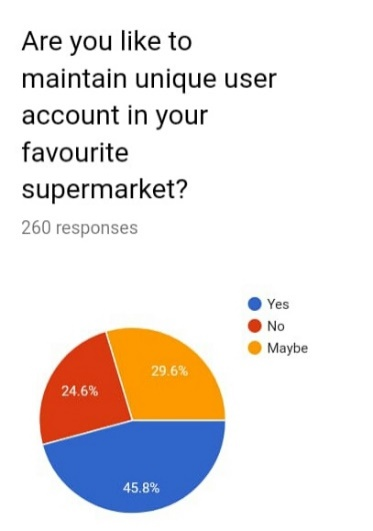 Are you like to
maintain unique user
account in your
favourite
supermarket?
260 responses
Yes
No
Maybe
29.6%
24.6%
45.8%